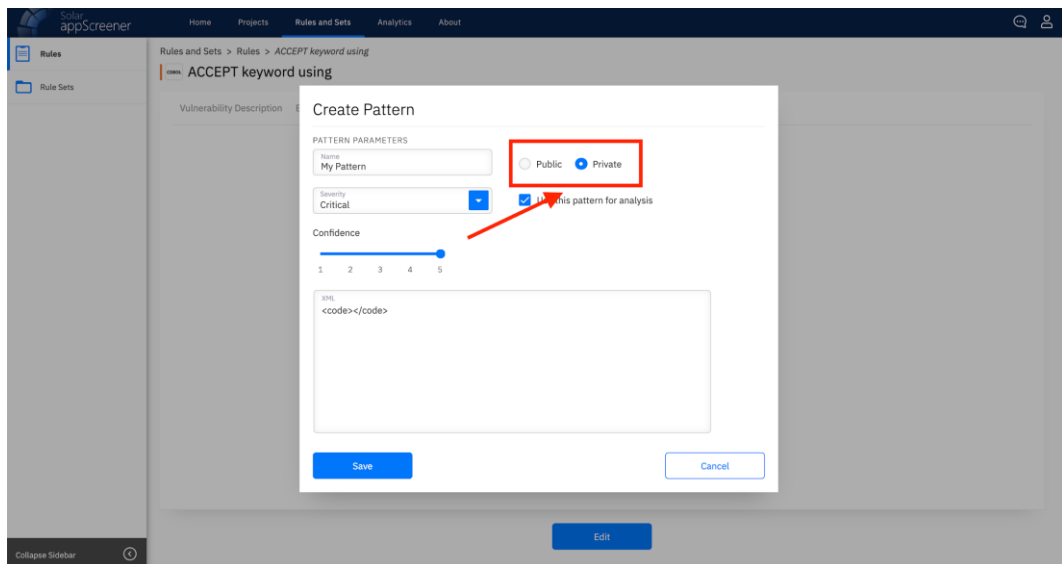 Solar
appScreener
Home Projects Rules and Sets Analytics About
Rules
Rule Sets
Rules and Sets > Rules > ACCEPT keyword using
ACCEPT keyword using
Vulnerability Description
Create Pattern
PATTERN PARAMETERS
Name
My Pattern
Public Private
Severity
Critical
this pattern for analysis
Confidence
1 2 3 4 5
XML
<code></code>
Save Cancel
Edit
Collapse Sidebar